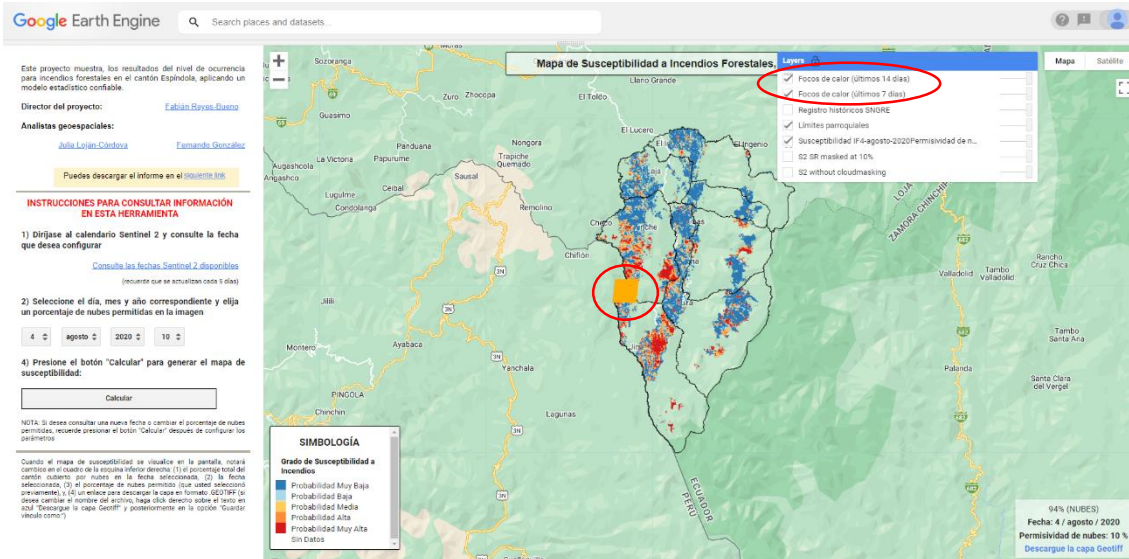 Google Earth Engine
Search places and datasets...
Este proyecto muestra, los resultados del nivel de ocurrencia
para incendios forestales en el cantón Espíndola, aplicando un
modelo estadístico confiable.
Director del proyecto: Fabián Reyes-Bueno
Analistas geoespaciales:
Julia Loján-Córdova Fernando González
Puedes descargar el informe en el siguiente link
INSTRUCCIONES PARA CONSULTAR INFORMACIÓN
EN ESTA HERRAMIENTA
1) Diríjase al calendario Sentinel 2 y consulte la fecha
que desea configurar
Consulte las fechas Sentinel 2 disponibles
(recuerde que se actualizan cada 5 días)
2) Seleccione el día, mes y año correspondiente y elija
un porcentaje de nubes permitidas en la imagen
4 agosto 2020 10
4) Presione el botón "Calcular" para generar el mapa de
susceptibilidad:
Calcular
NOTA: Si desea consultar una nueva fecha o cambiar el porcentaje de nubes
permitidas, recuerde presionar el botón "Calcular" después de configurar los
parámetros
Cuando el mapa de susceptibilidad se visualice en la pantalla, notará
cambios en el cuadro de la esquina inferior derecha: (1) el porcentaje total del
cantón cubierto por nubes en la fecha seleccionada, (2) la fecha
seleccionada, (3) el porcentaje de nubes permitido (que usted seleccionó
previamente), y, (4) un enlace para descargar la capa en formato .GEOTIFF (si
desea cambiar el nombre del archivo, haga click derecho sobre el texto en
azul "Descargue la capa Geotiff" y posteriormente en la opción "Guardar
vínculo como")
Mapa de Susceptibilidad a Incendios Forestales,
Layers
Focos de calor (últimos 14 días)
Focos de calor (últimos 7 días)
Registro históricos SNGRE
Límites parroquiales
Susceptibilidad IF4-agosto-2020Permisividad de n...
S2 SR masked at 10%
S2 without cloudmasking
Mapa Satélite
Sozoranga
Llano Grande
Zuro
Zhocopa
El Toldo
Guasimo
El Lucero
El Ingenio
Panduana
Nongora
La Victoria
Papurume
Trapiche
Quemado
Augashcola
Angashco
Sausal
Ceibal
Lugulme
Condolanga
Remolino
Chifión
3N
Jililí
3N
Montero
Ayabaca
3N
Yanchala
PINGOLA
Lagunas
Chinchin
3N
LOJA
ZAMORA CHINCHIPE
Valladolid
Tambo
Valladolid
Rancho
Cruz Chica
Tambo
Santa Ana
Palanda
Santa Clara
del Vergel
ECUADOR
PERÚ
SIMBOLOGÍA
Grado de Susceptibilidad a
Incendios
Probabilidad Muy Baja
Probabilidad Baja
Probabilidad Media
Probabilidad Alta
Probabilidad Muy Alta
Sin Datos
94% (NUBES)
Fecha: 4 / agosto / 2020
Permisividad de nubes: 10 %
Descargue la capa Geotiff